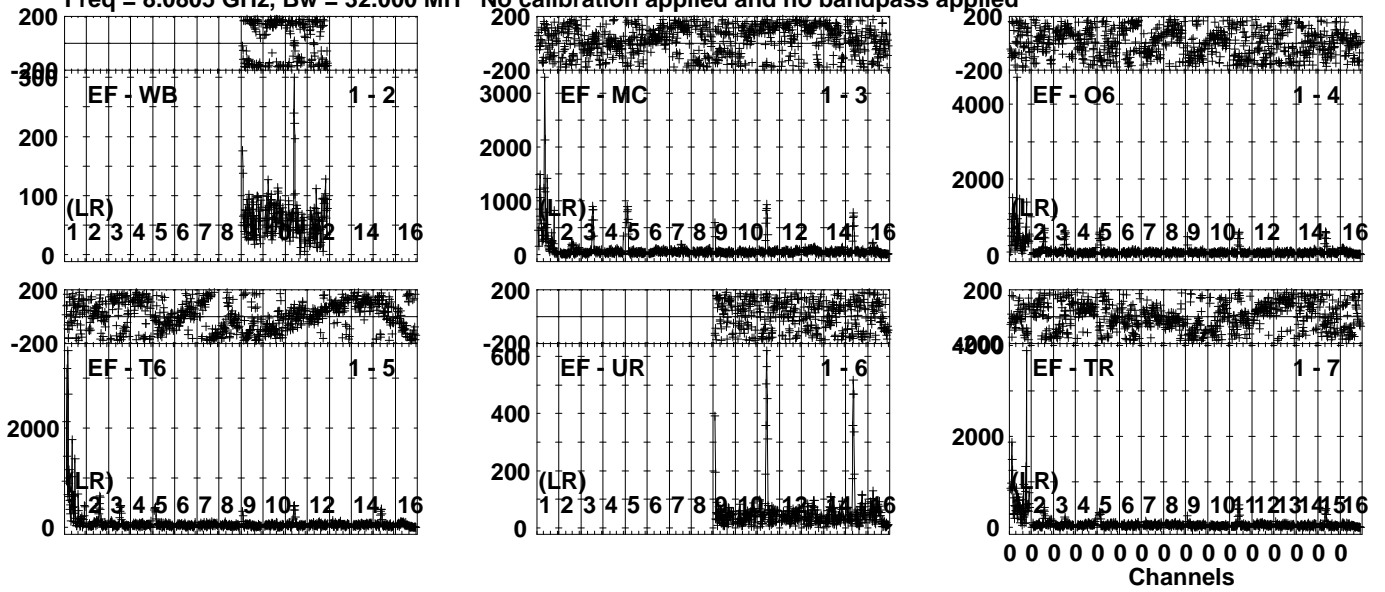 Freq = 8.0805 GHz, Bw = 32.000 MH No calibration applied and no bandpass applied
200
-200
300
200
100
0
EF - WB 1 - 2
(LR)
1 2 3 4 5 6 7 8 16
14
200
-200
3000
2000
1000
0
EF - MC 1 - 3
(LR)
2 3 4 5 6 7 8 9 10 11 12 14 16
200
-200
4000
2000
0
EF - O6 1 - 4
(LR)
2 3 4 5 6 7 8 9 10 12 14 16
200
-200
2000
0
EF - T6 1 - 5
(LR)
2 3 4 5 6 7 8 9 10 12 14 16
200
-200
600
400
200
0
EF - UR 1 - 6
(LR)
1 2 3 4 5 6 7 8 9 10 12 14 16
200
-200
4000
2000
0
EF - TR 1 - 7
(LR)
2 3 4 5 6 7 8 9 10 11 12 13 14 15 16
0 0 0 0 0 0 0 0 0 0 0 0 0 0 0 0
Channels